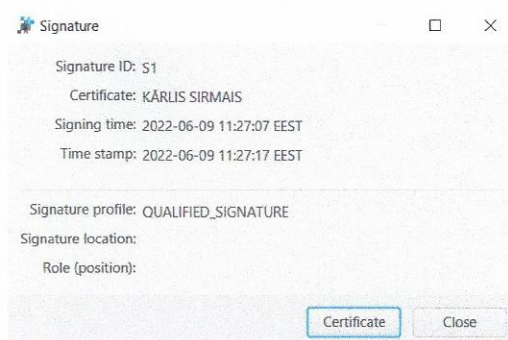 Signature
Signature ID: S1
Certificate: KĀRLIS SIRMAIS
Signing time: 2022-06-09 11:27:07 EEST
Time stamp: 2022-06-09 11:27:17 EEST
Signature profile: QUALIFIED_SIGNATURE
Signature location:
Role (position):
Certificate Close